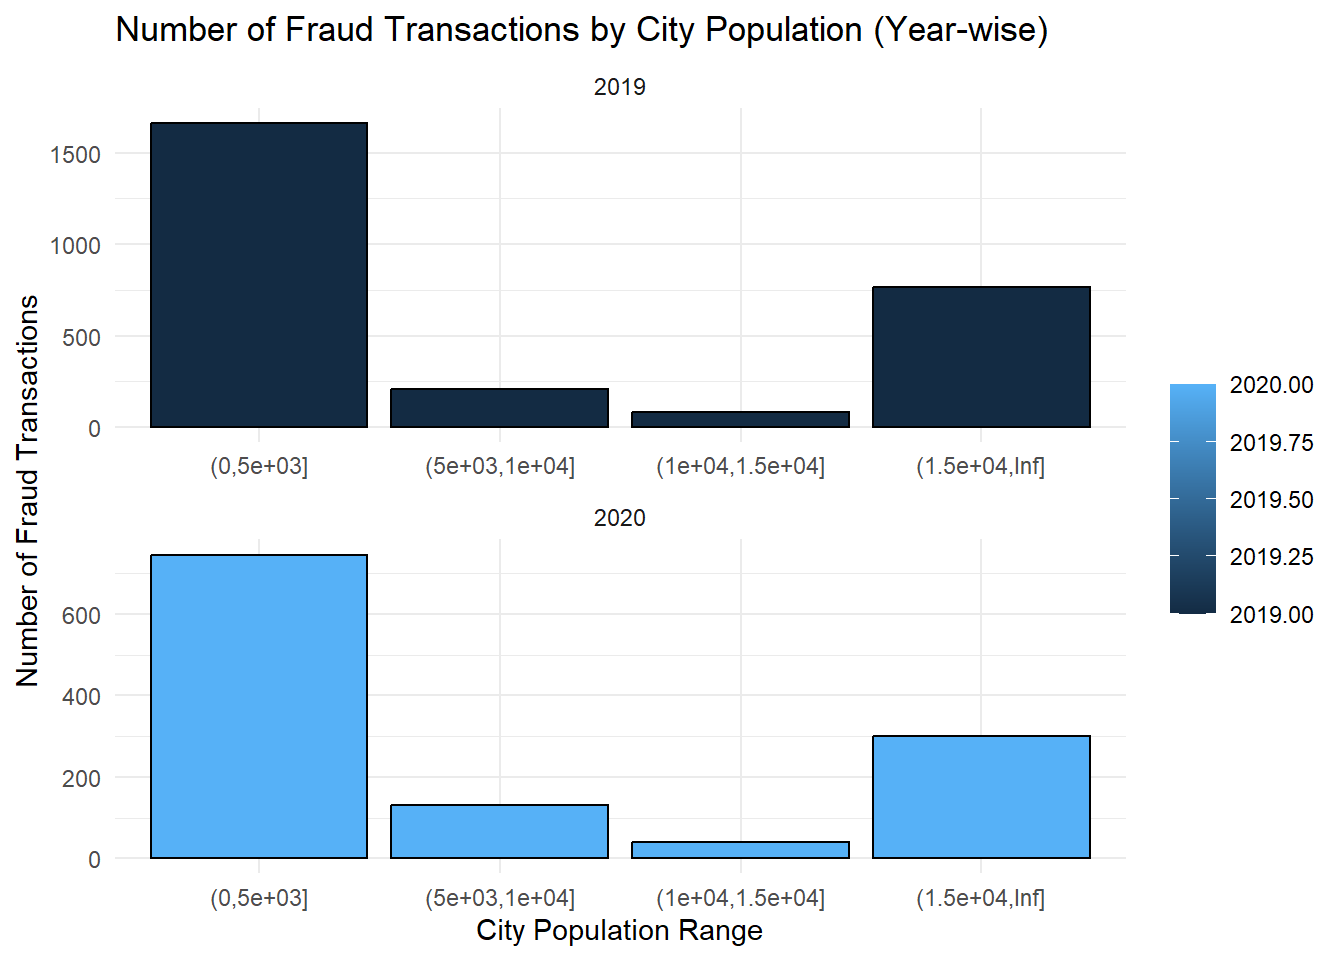 Number of Fraud Transactions by City Population (Year-wise)
2019
1500
1000
500
0
(0,5e+03]
(5e+03,1e+04]
(1e+04,1.5e+04]
(1.5e+04,Inf]
2020
600
400
200
0
(0,5e+03]
(5e+03,1e+04]
(1e+04,1.5e+04]
(1.5e+04,Inf]
City Population Range
Number of Fraud Transactions
2020.00
2019.75
2019.50
2019.25
2019.00